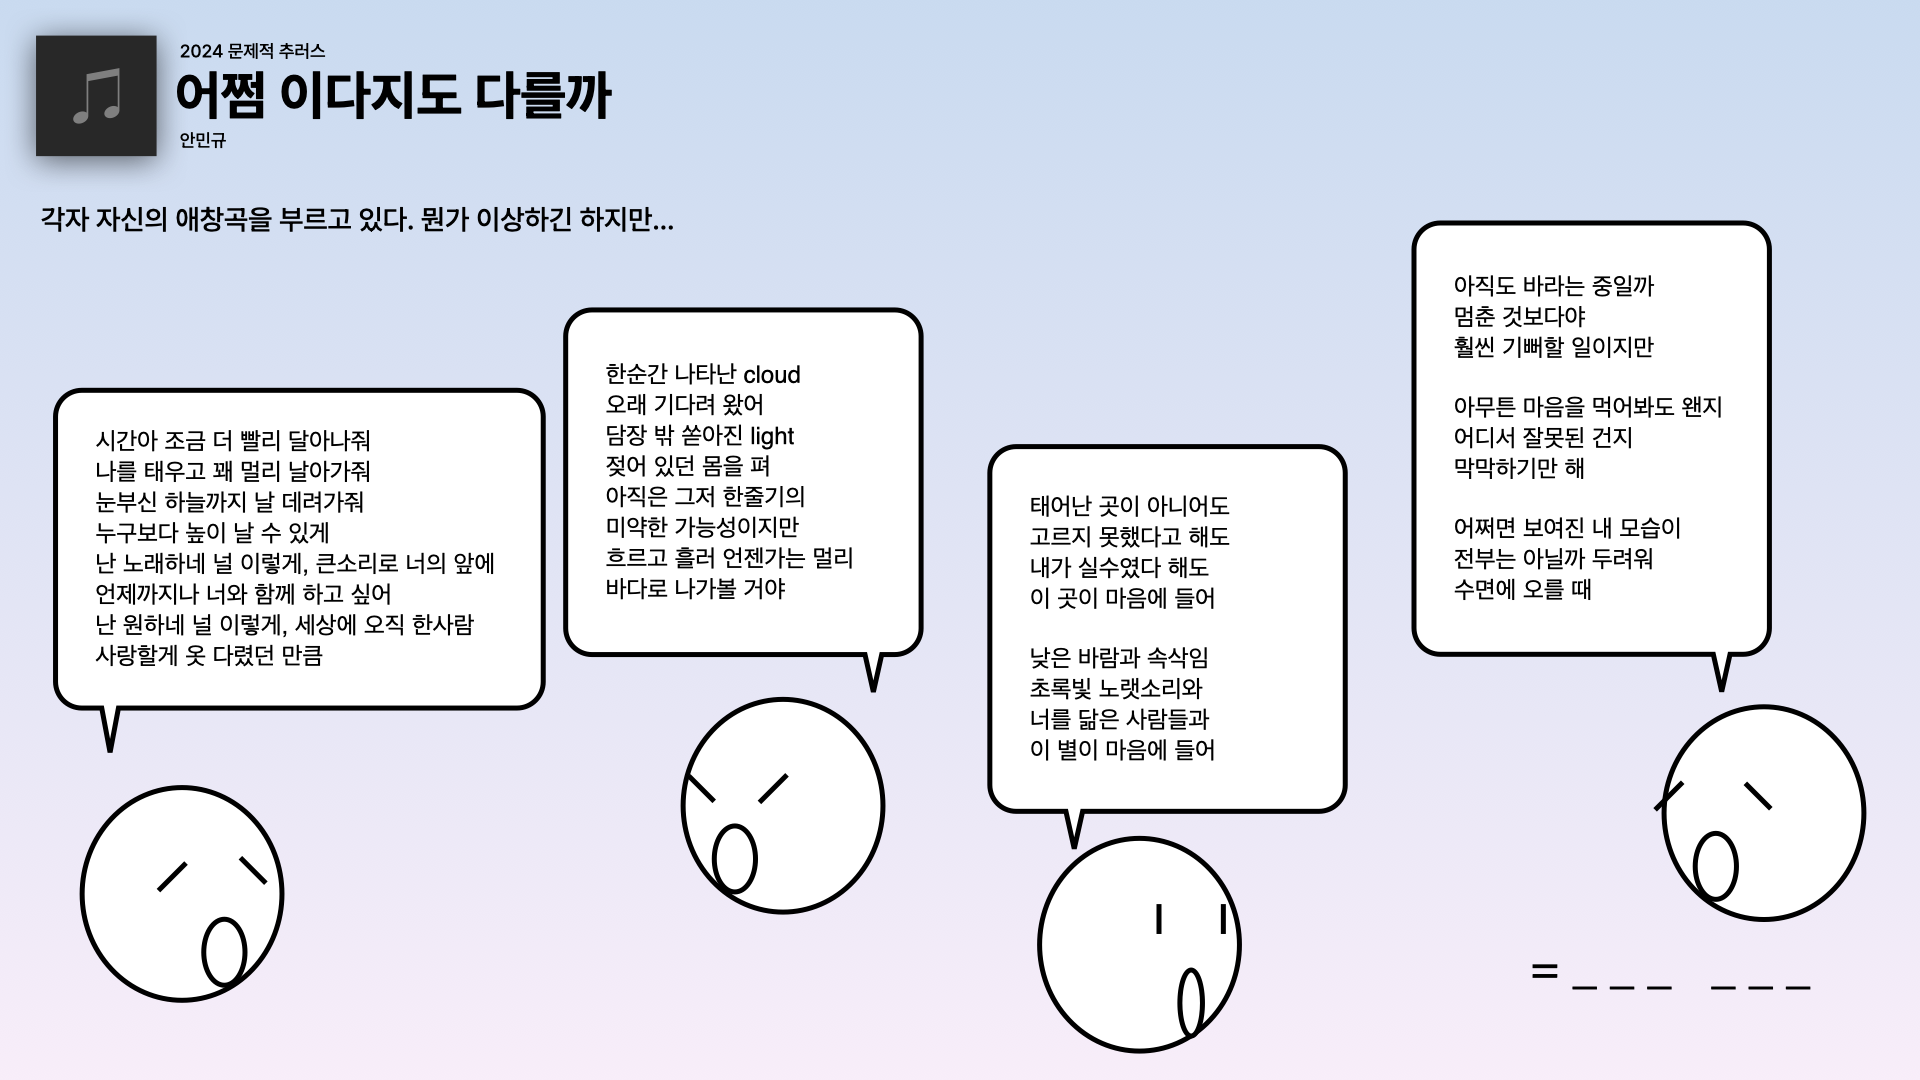 2024 문제적 추러스
어쩜 이다지도 다를까
안민규
각자 자신의 애창곡을 부르고 있다. 뭔가 이상하긴 하지만...
시간아 조금 더 빨리 달아나줘
나를 태우고 꽤 멀리 날아가줘
눈부신 하늘까지 날 데려가줘
누구보다 높이 날 수 있게
난 노래하네 널 이렇게, 큰소리로 너의 앞에
언제까지나 너와 함께 하고 싶어
난 원하네 널 이렇게, 세상에 오직 한사람
사랑할게 옷 다렸던 만큼
한순간 나타난 cloud
오래 기다려 왔어
담장 밖 쏟아진 light
젖어 있던 몸을 펴
아직은 그저 한줄기의
미약한 가능성이지만
흐르고 흘러 언젠가는 멀리
바다로 나가볼 거야
태어난 곳이 아니어도
고르지 못했다고 해도
내가 실수였다 해도
이 곳이 마음에 들어
낮은 바람과 속삭임
초록빛 노랫소리와
너를 닮은 사람들과
이 별이 마음에 들어
아직도 바라는 중일까
멈춘 것보다야
훨씬 기뻐할 일이지만
아무튼 마음을 먹어봐도 왠지
어디서 잘못된 건지
막막하기만 해
어쩌면 보여진 내 모습이
전부는 아닐까 두려워
수면에 오를 때
= _ _ _  _ _ _